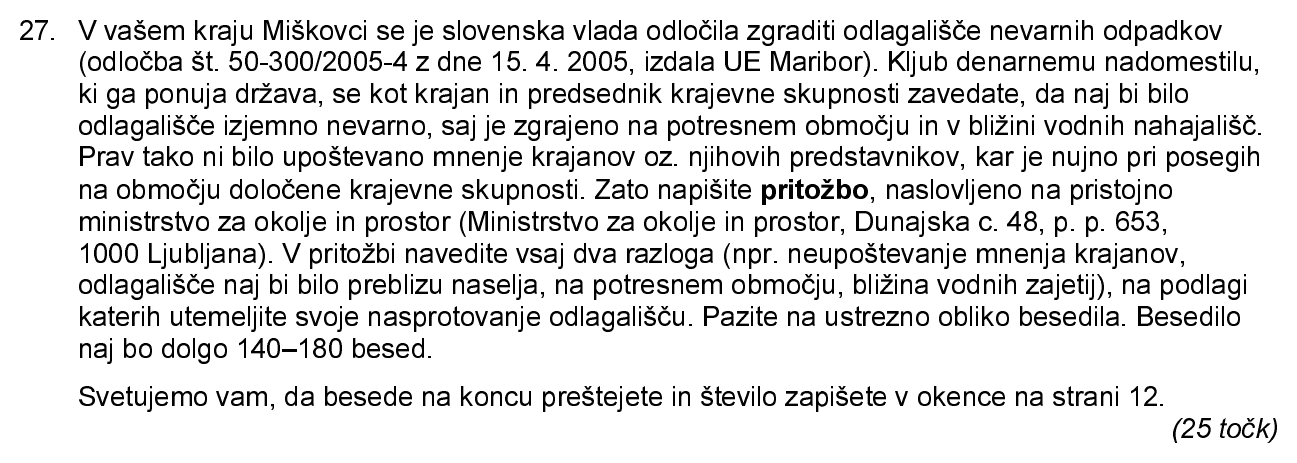 27. V vašem kraju Miškovci se je slovenska vlada odločila zgraditi odlagališče nevarnih odpadkov
(odločba št. 50-300/2005-4 z dne 15. 4. 2005, izdala UE Maribor). Kljub denarnemu nadomestilu,
ki ga ponuja država, se kot krajan in predsednik krajevne skupnosti zavedate, da naj bi bilo
odlagališče izjemno nevarno, saj je zgrajeno na potresnem območju in v bližini vodnih nahajališč.
Prav tako ni bilo upoštevano mnenje krajanov oz. njihovih predstavnikov, kar je nujno pri posegih
na območju določene krajevne skupnosti. Zato napišite pritožbo, naslovljeno na pristojno
ministrstvo za okolje in prostor (Ministrstvo za okolje in prostor, Dunajska c. 48, p. p. 653,
1000 Ljubljana). V pritožbi navedite vsaj dva razloga (npr. neupoštevanje mnenja krajanov,
odlagališče naj bi bilo preblizu naselja, na potresnem območju, bližina vodnih zajetij), na podlagi
katerih utemeljite svoje nasprotovanje odlagališču. Pazite na ustrezno obliko besedila. Besedilo
naj bo dolgo 140–180 besed.
Svetujemo vam, da besede na koncu preštejete in število zapišete v okence na strani 12.
(25 točk)